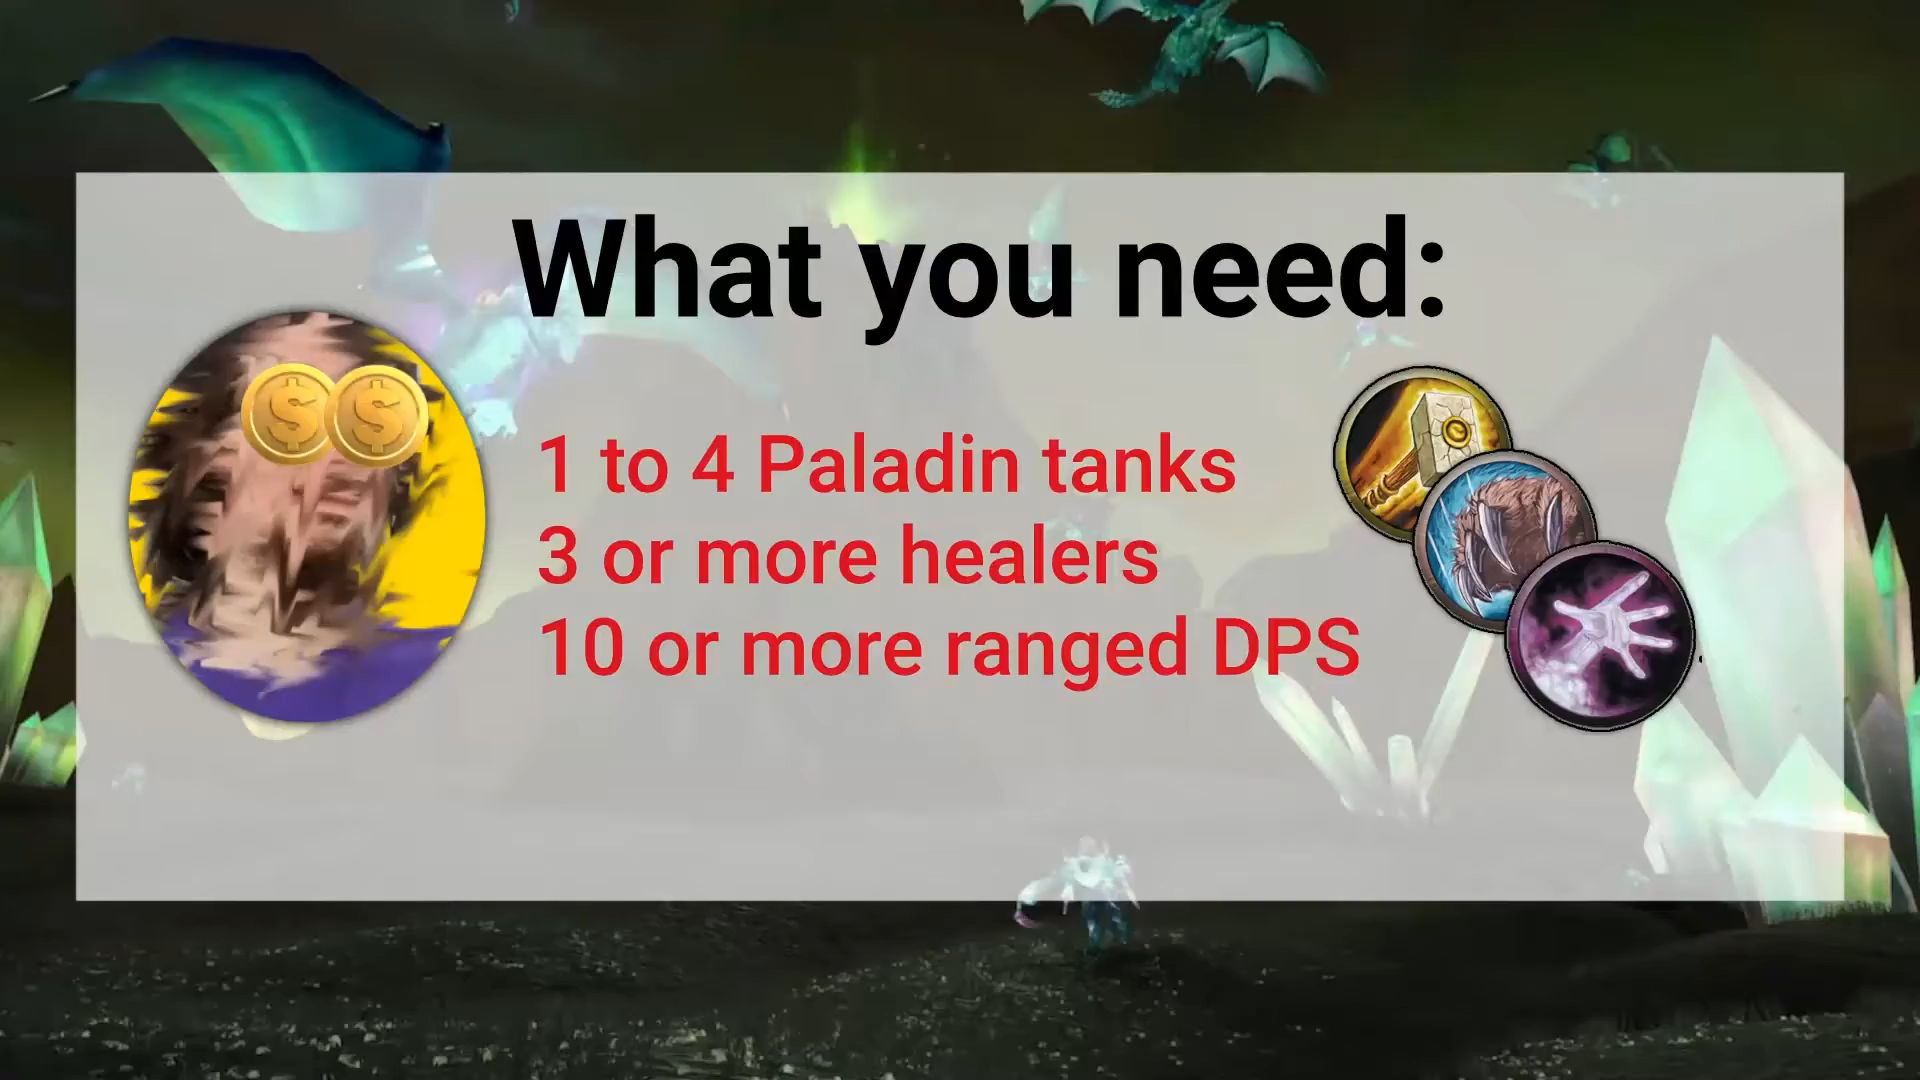 What you need:
1 to 4 Paladin tanks
3 or more healers
10 or more ranged DPS
$ $